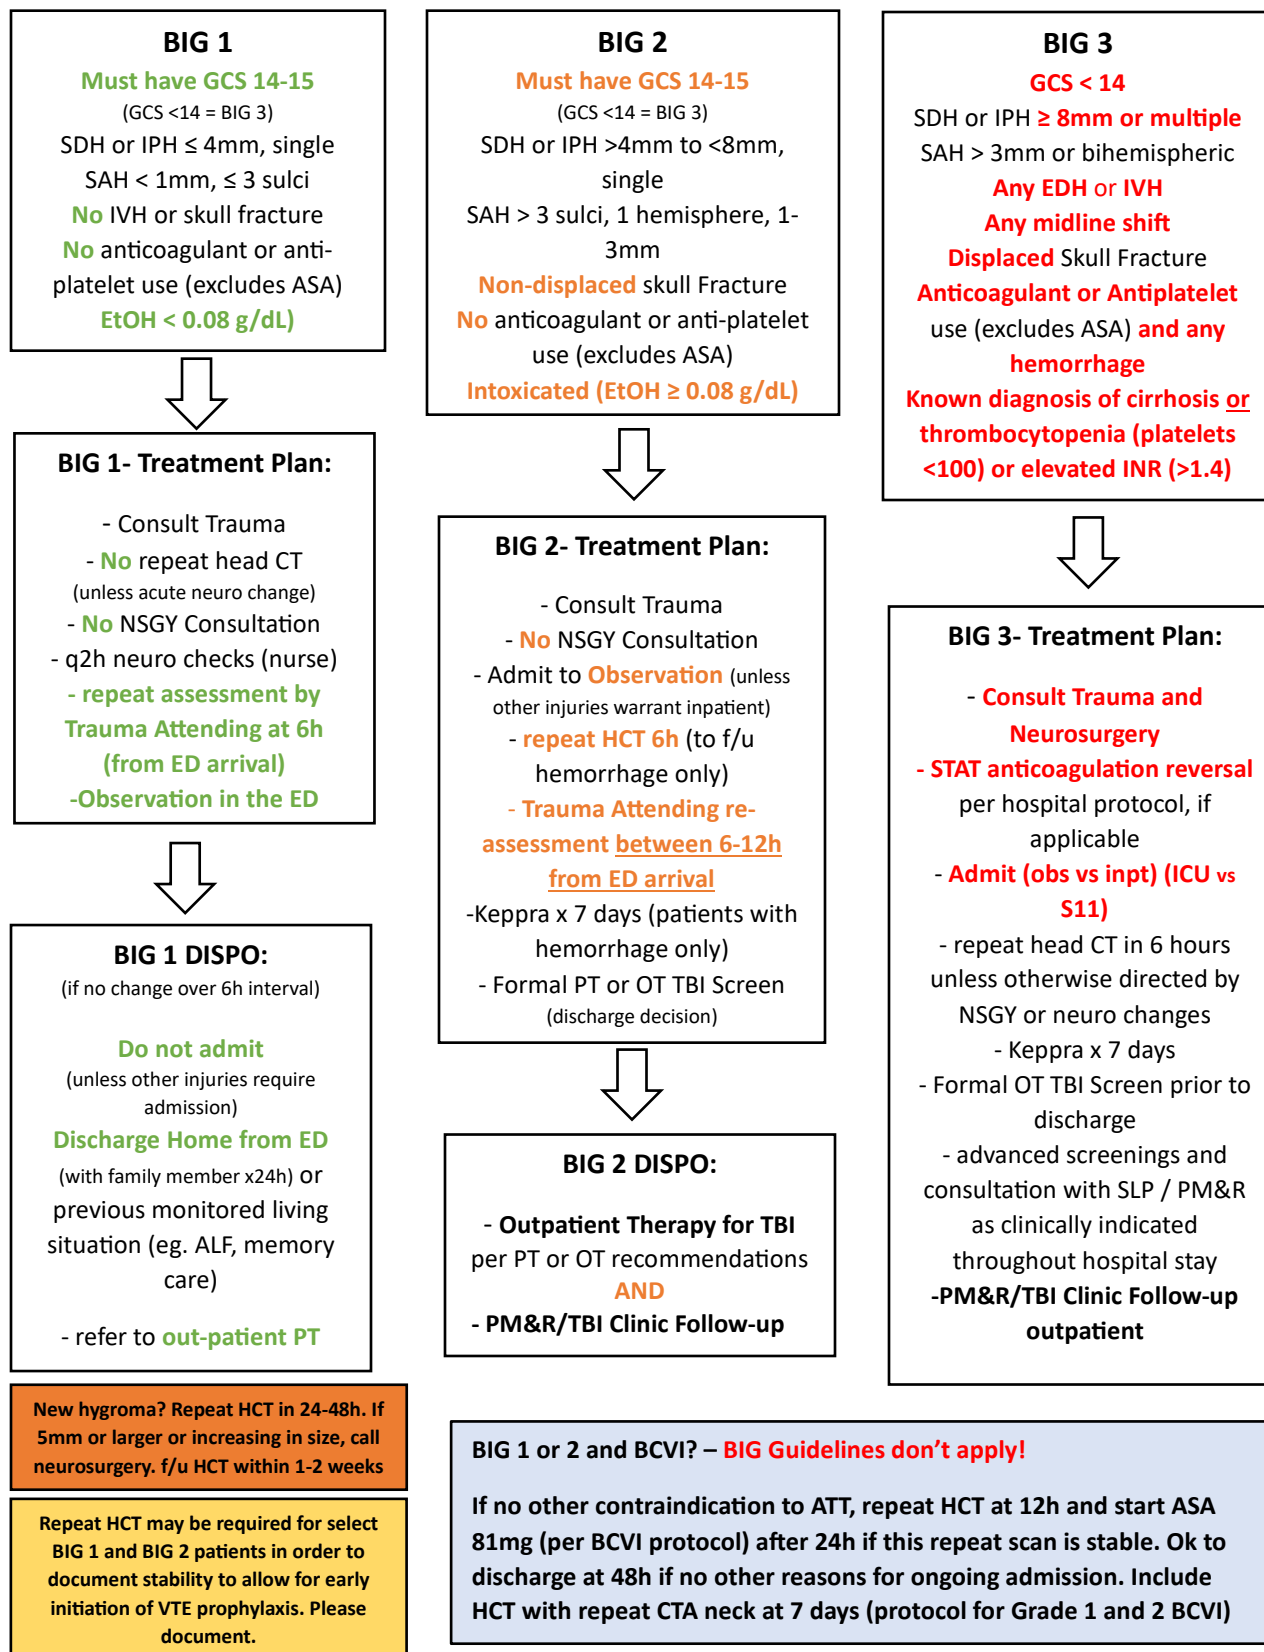 BIG 1
Must have GCS 14-15
(GCS <14 = BIG 3)
SDH or IPH ≤ 4mm, single
SAH < 1mm, ≤ 3 sulci
No IVH or skull fracture
No anticoagulant or anti-
platelet use (excludes ASA)
EtOH < 0.08 g/dL)
BIG 1- Treatment Plan:
- Consult Trauma
- No repeat head CT
(unless acute neuro change)
- No NSGY Consultation
- q2h neuro checks (nurse)
- repeat assessment by
Trauma Attending at 6h
(from ED arrival)
-Observation in the ED
BIG 1 DISPO:
(if no change over 6h interval)
Do not admit
(unless other injuries require
admission)
Discharge Home from ED
(with family member x24h) or
previous monitored living
situation (eg. ALF, memory
care)
- refer to out-patient PT
New hygroma? Repeat HCT in 24-48h. If
5mm or larger or increasing in size, call
neurosurgery. f/u HCT within 1-2 weeks
Repeat HCT may be required for select
BIG 1 and BIG 2 patients in order to
document stability to allow for early
initiation of VTE prophylaxis. Please
document.
BIG 2
Must have GCS 14-15
(GCS <14 = BIG 3)
SDH or IPH >4mm to <8mm,
single
SAH > 3 sulci, 1 hemisphere, 1-
3mm
Non-displaced skull Fracture
No anticoagulant or anti-platelet
use (excludes ASA)
Intoxicated (EtOH ≥ 0.08 g/dL)
BIG 2- Treatment Plan:
- Consult Trauma
- No NSGY Consultation
- Admit to Observation (unless
other injuries warrant inpatient)
- repeat HCT 6h (to f/u
hemorrhage only)
- Trauma Attending re-
assessment between 6-12h
from ED arrival
-Keppra x 7 days (patients with
hemorrhage only)
- Formal PT or OT TBI Screen
(discharge decision)
BIG 2 DISPO:
- Outpatient Therapy for TBI
per PT or OT recommendations
AND
- PM&R/TBI Clinic Follow-up
BIG 3
GCS < 14
SDH or IPH ≥ 8mm or multiple
SAH > 3mm or bihemispheric
Any EDH or IVH
Any midline shift
Displaced Skull Fracture
Anticoagulant or Antiplatelet
use (excludes ASA) and any
hemorrhage
Known diagnosis of cirrhosis or
thrombocytopenia (platelets
<100) or elevated INR (>1.4)
BIG 3- Treatment Plan:
- Consult Trauma and
Neurosurgery
- STAT anticoagulation reversal
per hospital protocol, if
applicable
- Admit (obs vs inpt) (ICU vs
S11)
- repeat head CT in 6 hours
unless otherwise directed by
NSGY or neuro changes
- Keppra x 7 days
- Formal OT TBI Screen prior to
discharge
- advanced screenings and
consultation with SLP / PM&R
as clinically indicated
throughout hospital stay
-PM&R/TBI Clinic Follow-up
outpatient
BIG 1 or 2 and BCVI? – BIG Guidelines don't apply!
If no other contraindication to ATT, repeat HCT at 12h and start ASA
81mg (per BCVI protocol) after 24h if this repeat scan is stable. Ok to
discharge at 48h if no other reasons for ongoing admission. Include
HCT with repeat CTA neck at 7 days (protocol for Grade 1 and 2 BCVI)